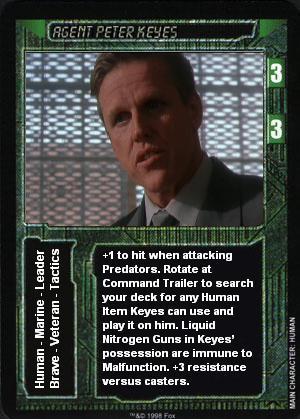 AGENT PETER KEYES
3
3
Human - Marine - Leader
Brave - Veteran - Tactics
+1 to hit when attacking
Predators. Rotate at
Command Trailer to search
your deck for any Human
Item Keyes can use and
play it on him. Liquid
Nitrogen Guns in Keyes'
possession are immune to
Malfunction. +3 resistance
versus casters.
MAIN CHARACTER: HUMAN
™&© 1998 Fox